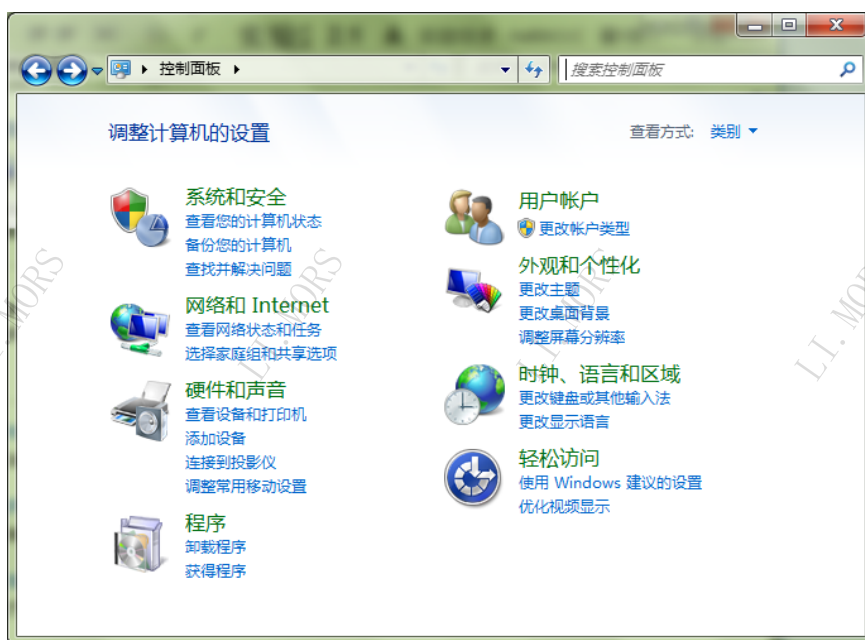 控制面板
搜索控制面板
调整计算机的设置
查看方式: 类别
系统和安全
查看您的计算机状态
备份您的计算机
查找并解决问题
网络和 Internet
查看网络状态和任务
选择家庭组和共享选项
硬件和声音
查看设备和打印机
添加设备
连接到投影仪
调整常用移动设置
程序
卸载程序
获得程序
用户帐户
更改帐户类型
外观和个性化
更改主题
更改桌面背景
调整屏幕分辨率
时钟、语言和区域
更改键盘或其他输入法
更改显示语言
轻松访问
使用 Windows 建议的设置
优化视频显示
LI.MORS
LI.MORS